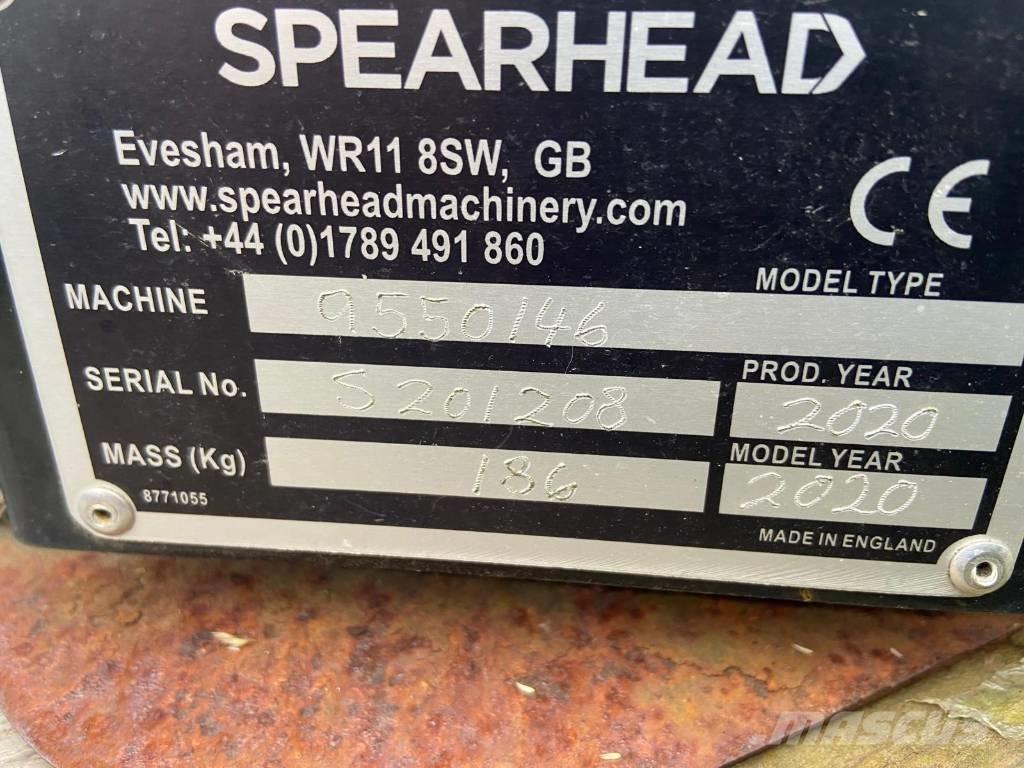 SPEARHEAD
Evesham, WR11 8SW, GB
www.spearheadmachinery.com
Tel: +44 (0)1789 491 860
CE
MODEL TYPE
MACHINE 9550146
SERIAL No. S201208
PROD. YEAR 2020
MASS (Kg) 186
MODEL YEAR 2020
8771055
MADE IN ENGLAND
MASCUS